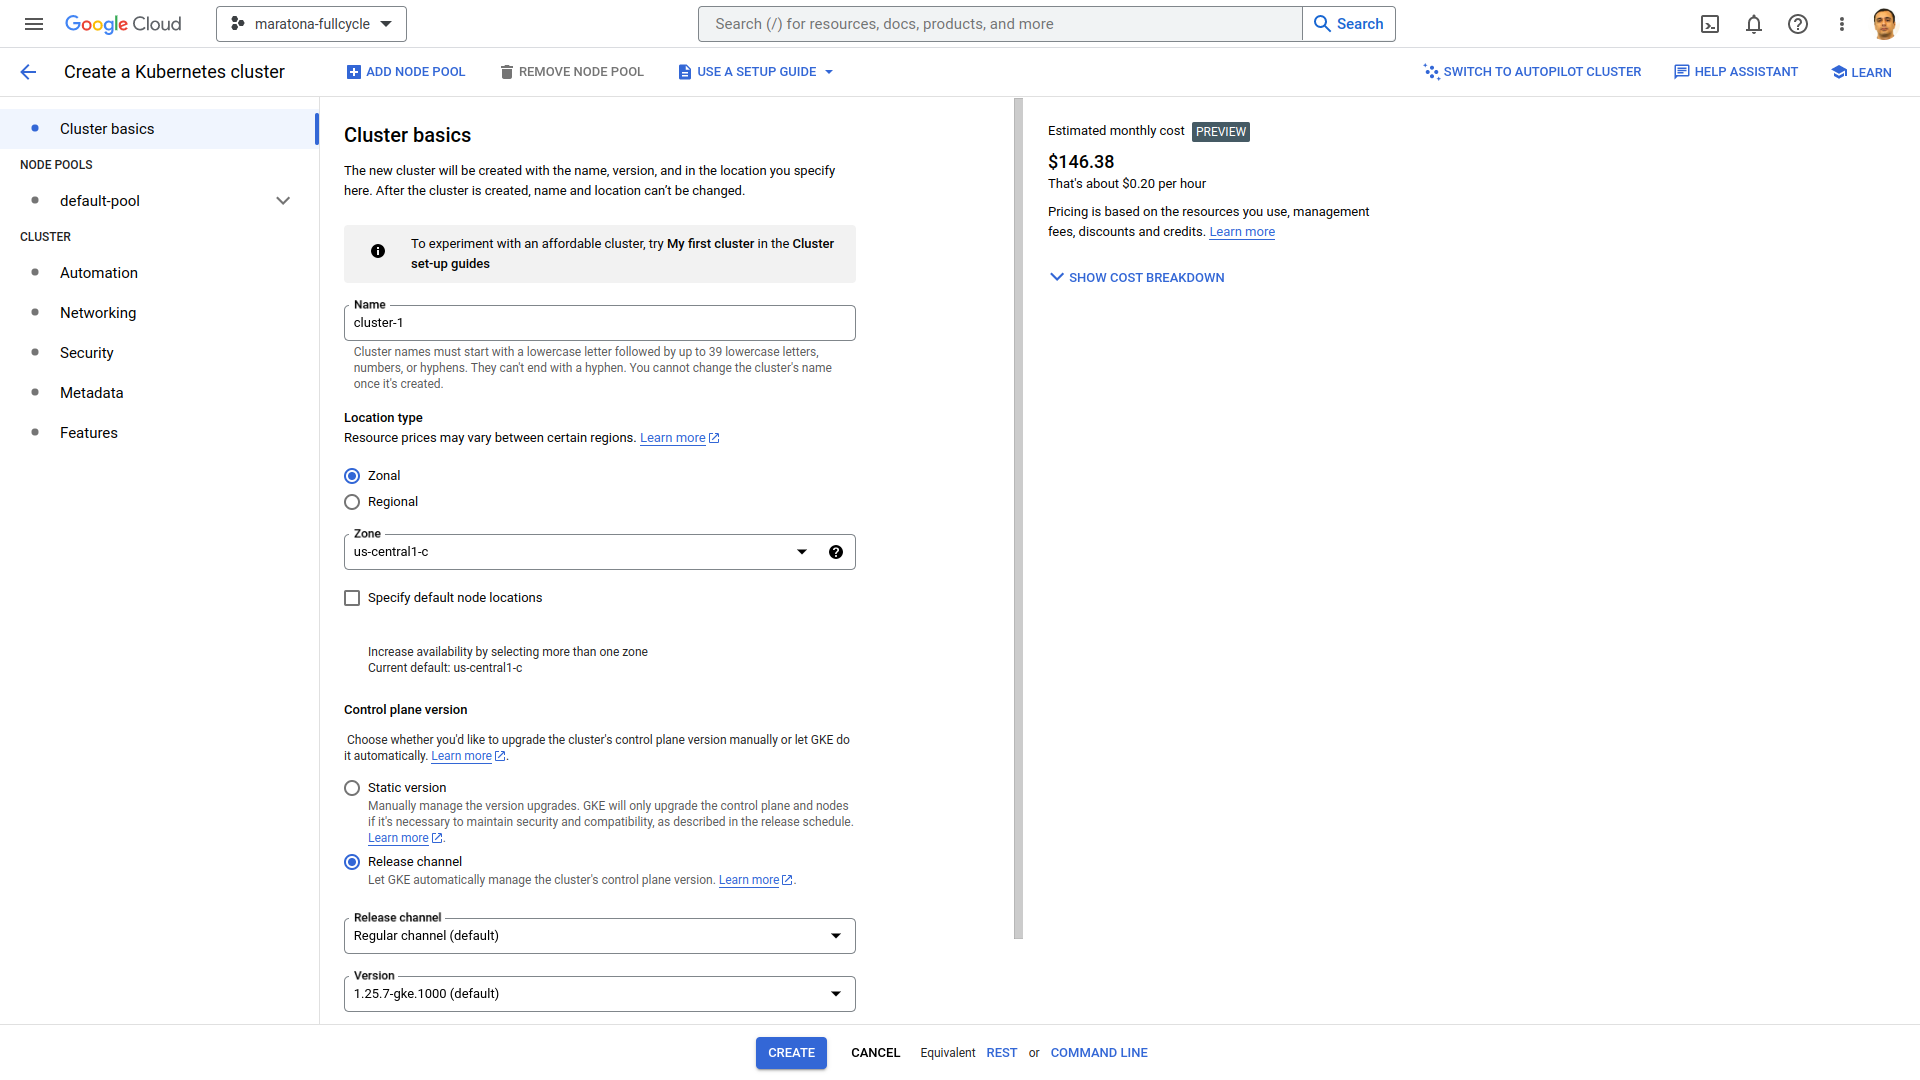 Google Cloud
maratona-fullcycle
Search (/) for resources, docs, products, and more
Search
Create a Kubernetes cluster
ADD NODE POOL
REMOVE NODE POOL
USE A SETUP GUIDE
SWITCH TO AUTOPILOT CLUSTER
HELP ASSISTANT
LEARN
Cluster basics
NODE POOLS
default-pool
CLUSTER
Automation
Networking
Security
Metadata
Features
Cluster basics
The new cluster will be created with the name, version, and in the location you specify
here. After the cluster is created, name and location can't be changed.
To experiment with an affordable cluster, try My first cluster in the Cluster
set-up guides
Name
cluster-1
Cluster names must start with a lowercase letter followed by up to 39 lowercase letters,
numbers, or hyphens. They can't end with a hyphen. You cannot change the cluster's name
once it's created.
Location type
Resource prices may vary between certain regions. Learn more
Zonal
Regional
Zone
us-central1-c
Specify default node locations
Increase availability by selecting more than one zone
Current default: us-central1-c
Control plane version
Choose whether you'd like to upgrade the cluster's control plane version manually or let GKE do
it automatically. Learn more.
Static version
Manually manage the version upgrades. GKE will only upgrade the control plane and nodes
if it's necessary to maintain security and compatibility, as described in the release schedule.
Learn more.
Release channel
Let GKE automatically manage the cluster's control plane version. Learn more.
Release channel
Regular channel (default)
Version
1.25.7-gke.1000 (default)
Estimated monthly cost PREVIEW
$146.38
That's about $0.20 per hour
Pricing is based on the resources you use, management
fees, discounts and credits. Learn more
SHOW COST BREAKDOWN
CREATE
CANCEL
Equivalent REST or COMMAND LINE